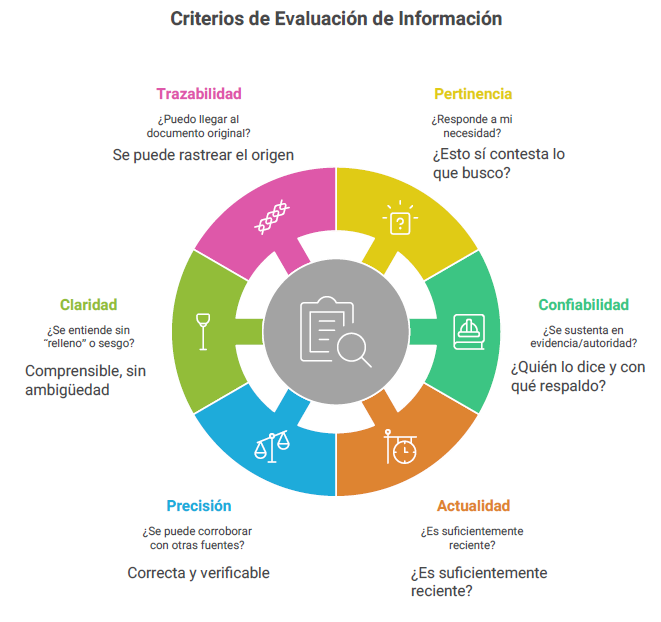 Criterios de Evaluación de Información
Trazabilidad
¿Puedo llegar al
documento original?
Se puede rastrear el origen
Pertinencia
¿Responde a mi
necesidad?
¿Esto sí contesta lo
que busco?
?
Claridad
¿Se entiende sin
“relleno” o sesgo?
Comprensible, sin
ambigüedad
Confiabilidad
¿Se sustenta en
evidencia/autoridad?
¿Quién lo dice y con
qué respaldo?
Precisión
¿Se puede corroborar
con otras fuentes?
Correcta y verificable
Actualidad
¿Es suficientemente
reciente?
¿Es suficientemente
reciente?